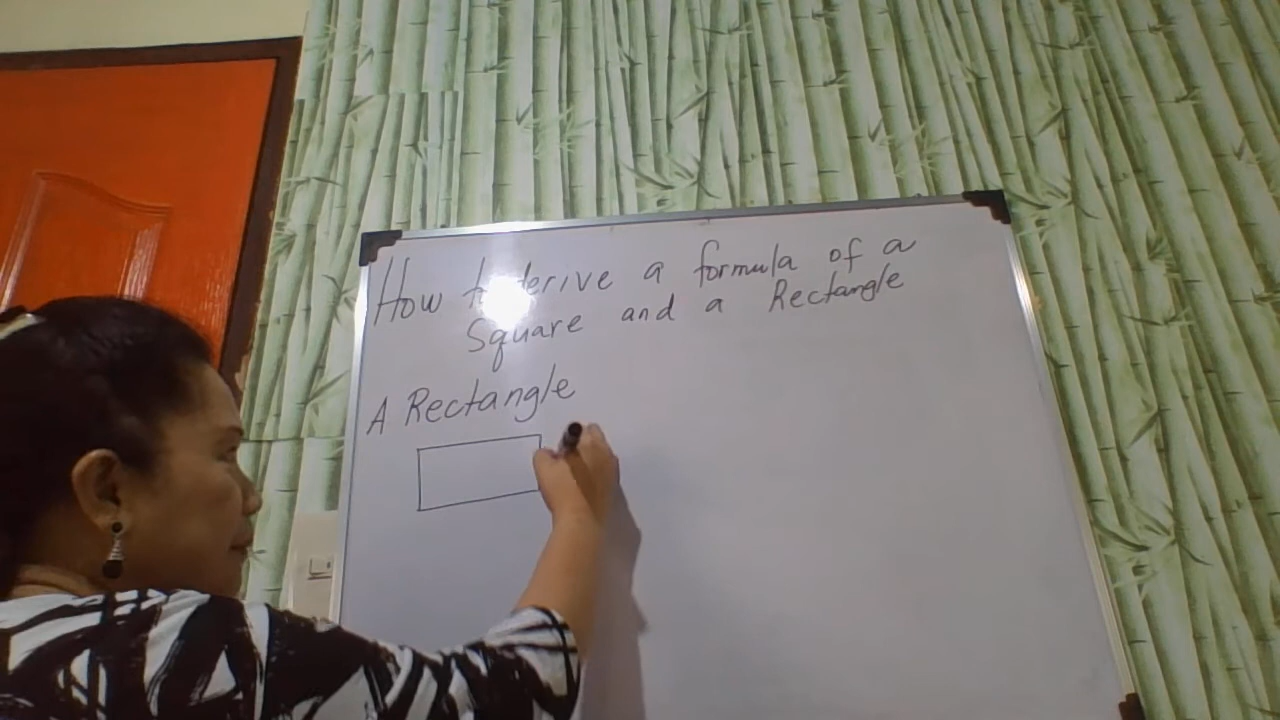 How to derive a formula of a
Square and a Rectangle
A Rectangle